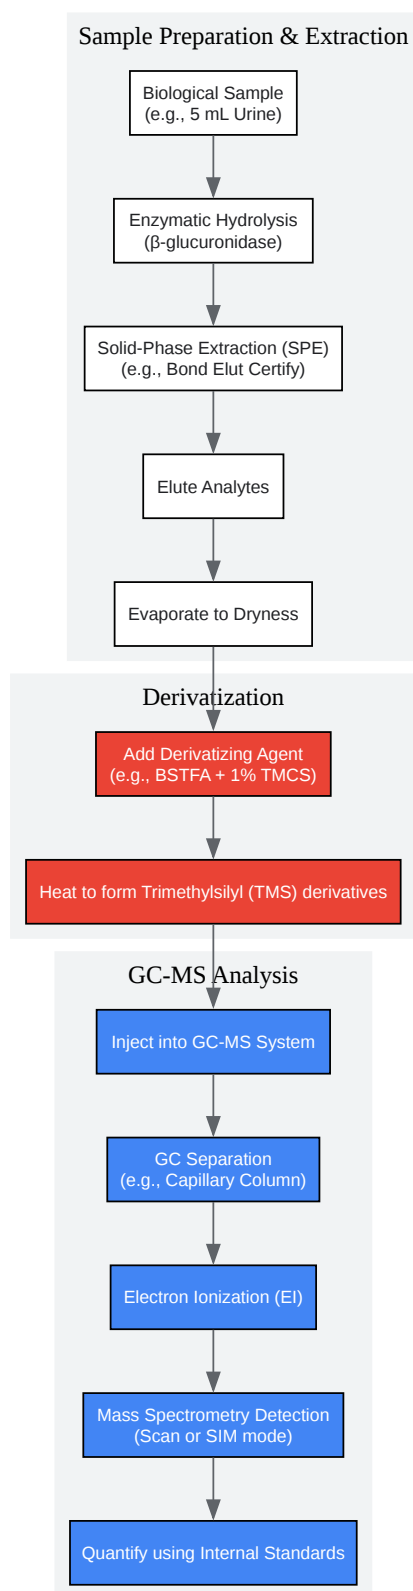 Sample Preparation & Extraction
Biological Sample
(e.g., 5 mL Urine)
Enzymatic Hydrolysis
(β-glucuronidase)
Solid-Phase Extraction (SPE)
(e.g., Bond Elut Certify)
Elute Analytes
Evaporate to Dryness
Derivatization
Add Derivatizing Agent
(e.g., BSTFA + 1% TMCS)
Heat to form Trimethylsilyl (TMS) derivatives
GC-MS Analysis
Inject into GC-MS System
GC Separation
(e.g., Capillary Column)
Electron Ionization (EI)
Mass Spectrometry Detection
(Scan or SIM mode)
Quantify using Internal Standards